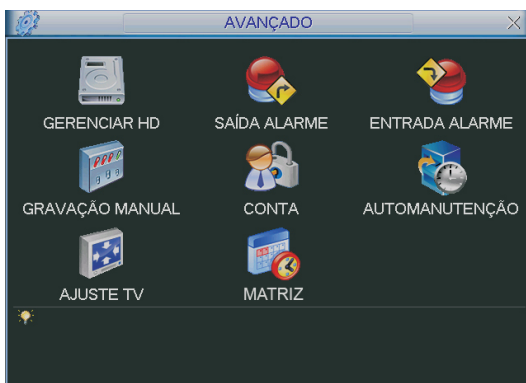 AVANÇADO
GERENCIAR HD
SAÍDA ALARME
ENTRADA ALARME
GRAVAÇÃO MANUAL
CONTA
AUTOMANUTENÇÃO
AJUSTE TV
MATRIZ